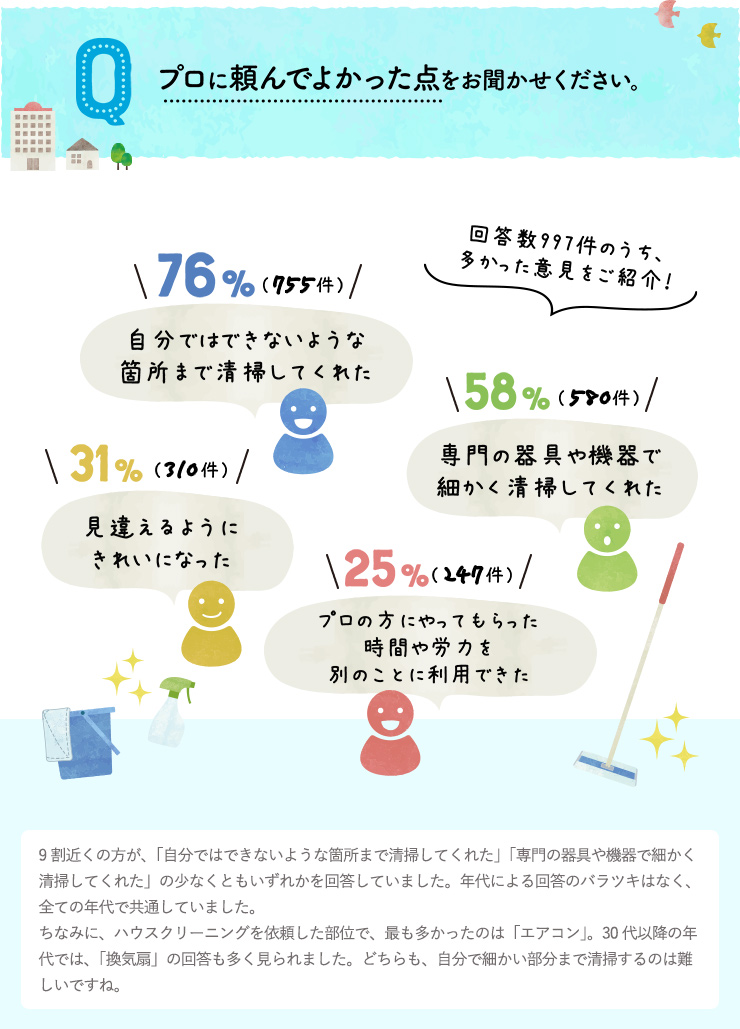 Q プロに頼んでよかった点をお聞かせください。
回答数997件のうち、
多かった意見をご紹介!
76%(755件)
自分ではできないような
箇所まで清掃してくれた
58%(580件)
専門の器具や機器で
細かく清掃してくれた
31%(310件)
見違えるように
きれいになった
25%(247件)
プロの方にやってもらった
時間や労力を
別のことに利用できた
9割近くの方が、「自分ではできないような箇所まで清掃してくれた」「専門の器具や機器で細かく
清掃してくれた」の少なくともいずれかを回答していました。年代による回答のバラツキはなく、
全ての年代で共通していました。
ちなみに、ハウスクリーニングを依頼した部位で、最も多かったのは「エアコン」。30代以降の年
代では、「換気扇」の回答も多く見られました。どちらも、自分で細かい部分まで清掃するのは難
しいですね。